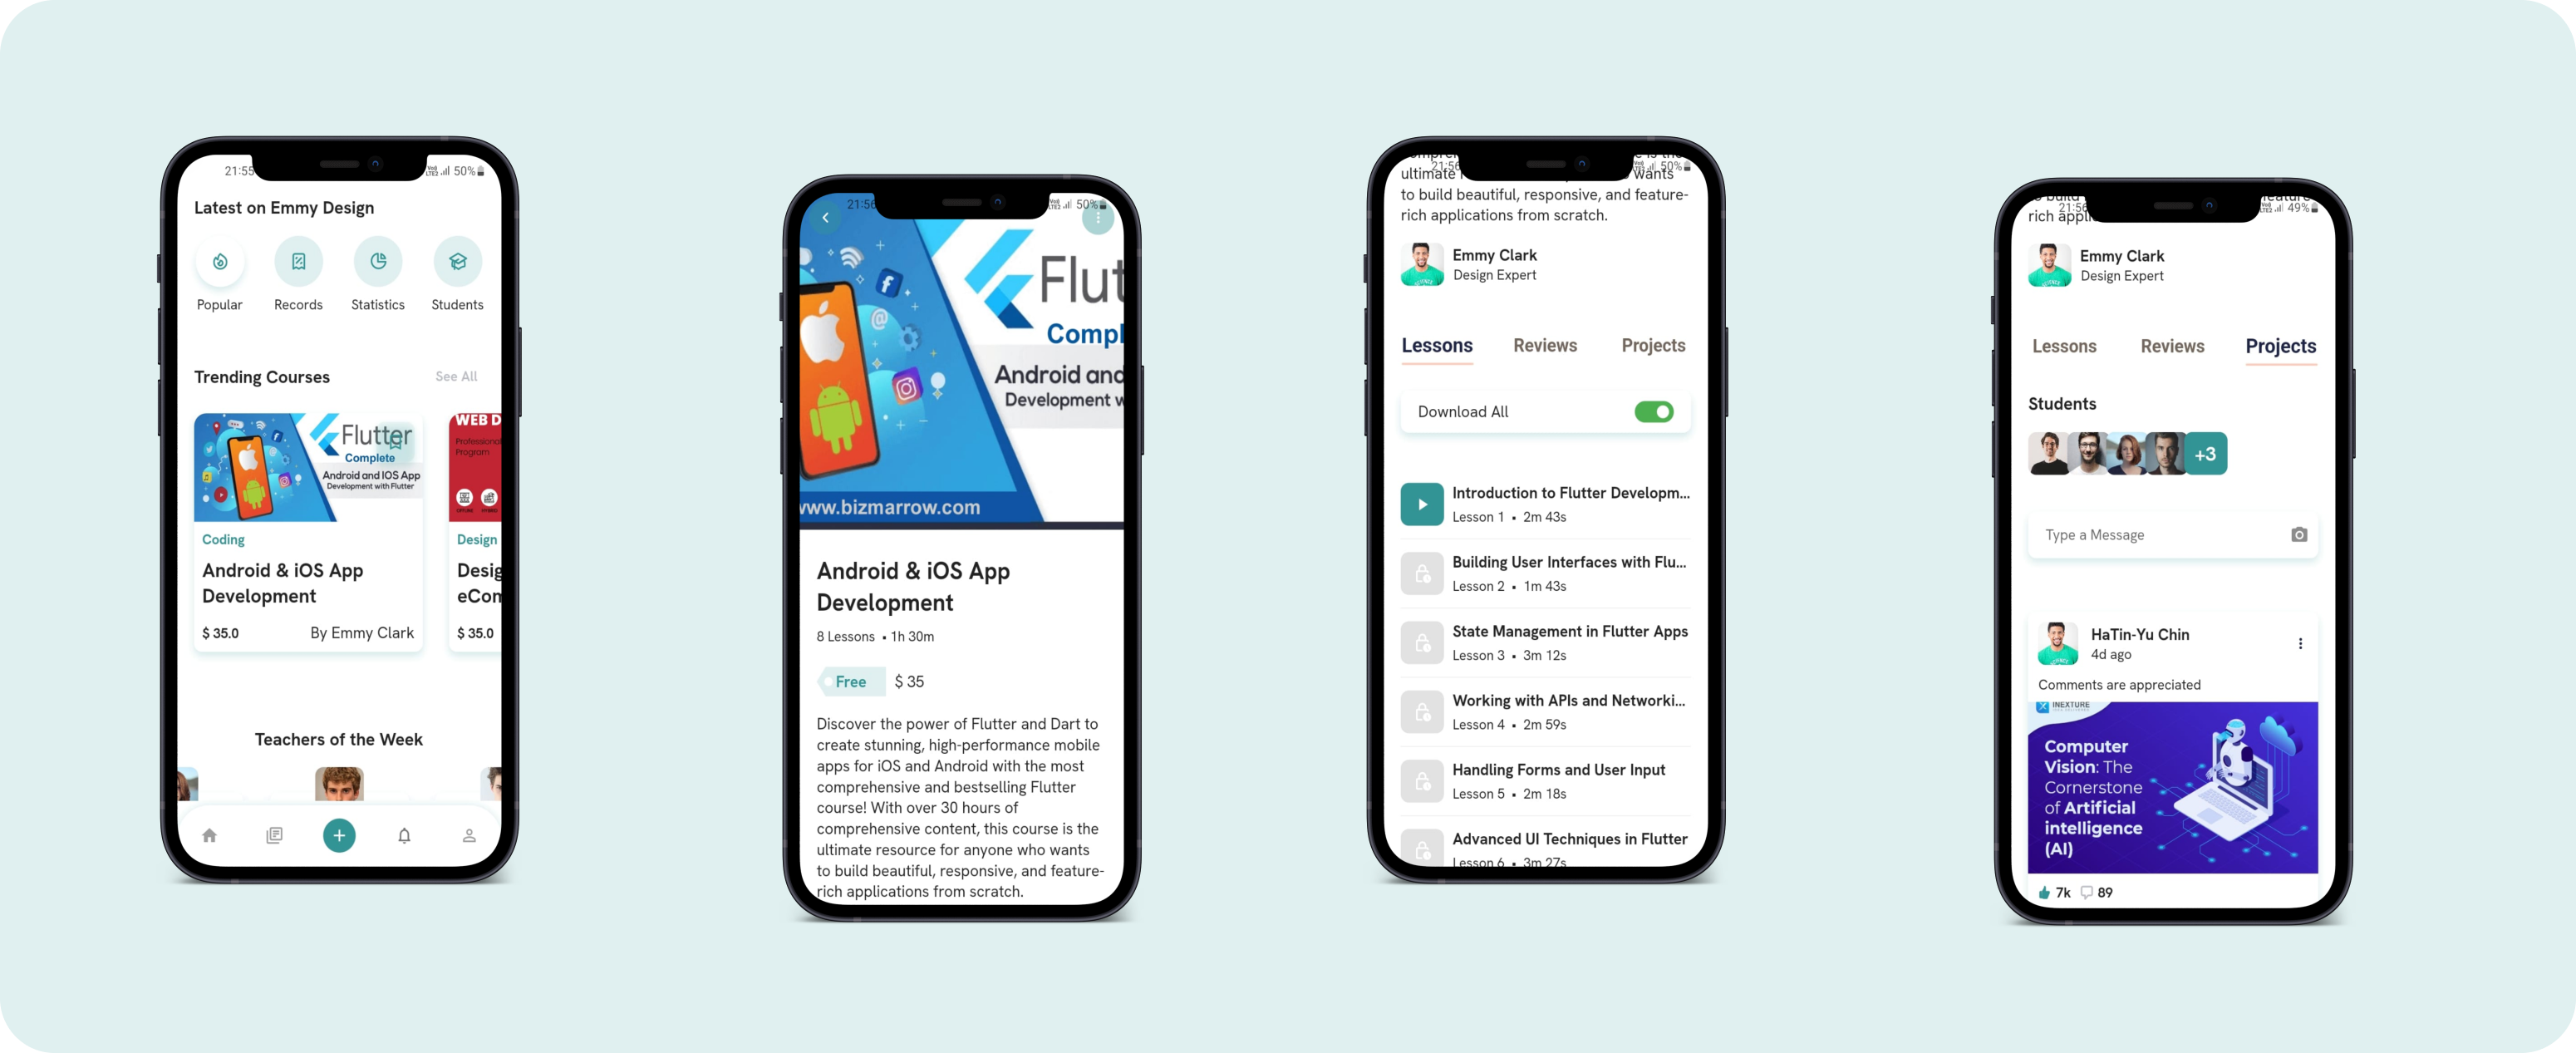 21:55
50%
Latest on Emmy Design
Popular
Records
Statistics
Students
Trending Courses
See All
Flutter
Complete
Android and IOS App
Development with Flutter
WEB D
Professional
Program
Coding
Android & iOS App
Development
$ 35.0
By Emmy Clark
Design
Desig
eCom
$ 35.0
Teachers of the Week
21:56
50%
Flut
Compl
Android and
Development w
www.bizmarrow.com
Android & iOS App
Development
8 Lessons • 1h 30m
Free
$ 35
Discover the power of Flutter and Dart to
create stunning, high-performance mobile
apps for iOS and Android with the most
comprehensive and bestselling Flutter
course! With over 30 hours of
comprehensive content, this course is the
ultimate resource for anyone who wants
to build beautiful, responsive, and feature-
rich applications from scratch.
21:56
50%
ultimate
wants
to build beautiful, responsive, and feature-
rich applications from scratch.
Emmy Clark
Design Expert
Lessons
Reviews
Projects
Download All
Introduction to Flutter Developm...
Lesson 1 • 2m 43s
Building User Interfaces with Flu...
Lesson 2 • 1m 43s
State Management in Flutter Apps
Lesson 3 • 3m 12s
Working with APIs and Networki...
Lesson 4 • 2m 59s
Handling Forms and User Input
Lesson 5 • 2m 18s
Advanced UI Techniques in Flutter
Lesson 6 • 3m 27s
21:56
49%
rich appli
Emmy Clark
Design Expert
Lessons
Reviews
Projects
Students
+3
Type a Message
HaTin-Yu Chin
4d ago
Comments are appreciated
INEXTURE
Computer
Vision: The
Cornerstone
of Artificial
intelligence
(AI)
7k
89